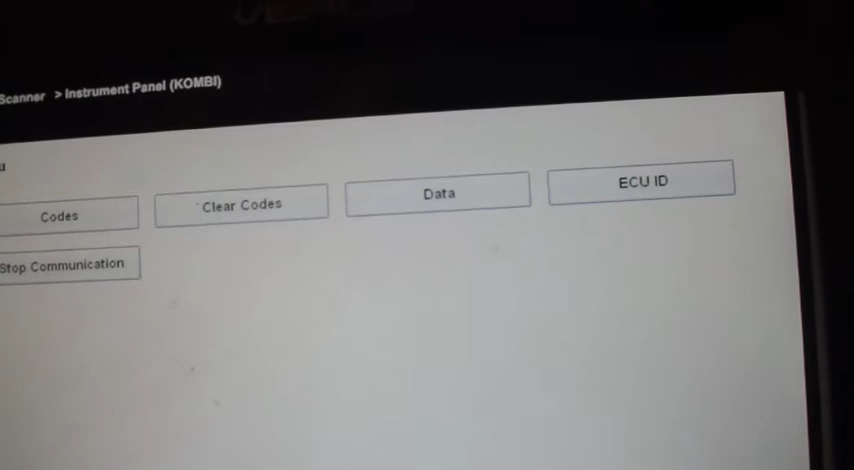 Scanner > Instrument Panel (KOMBI)
Codes
Clear Codes
Data
ECU ID
Stop Communication